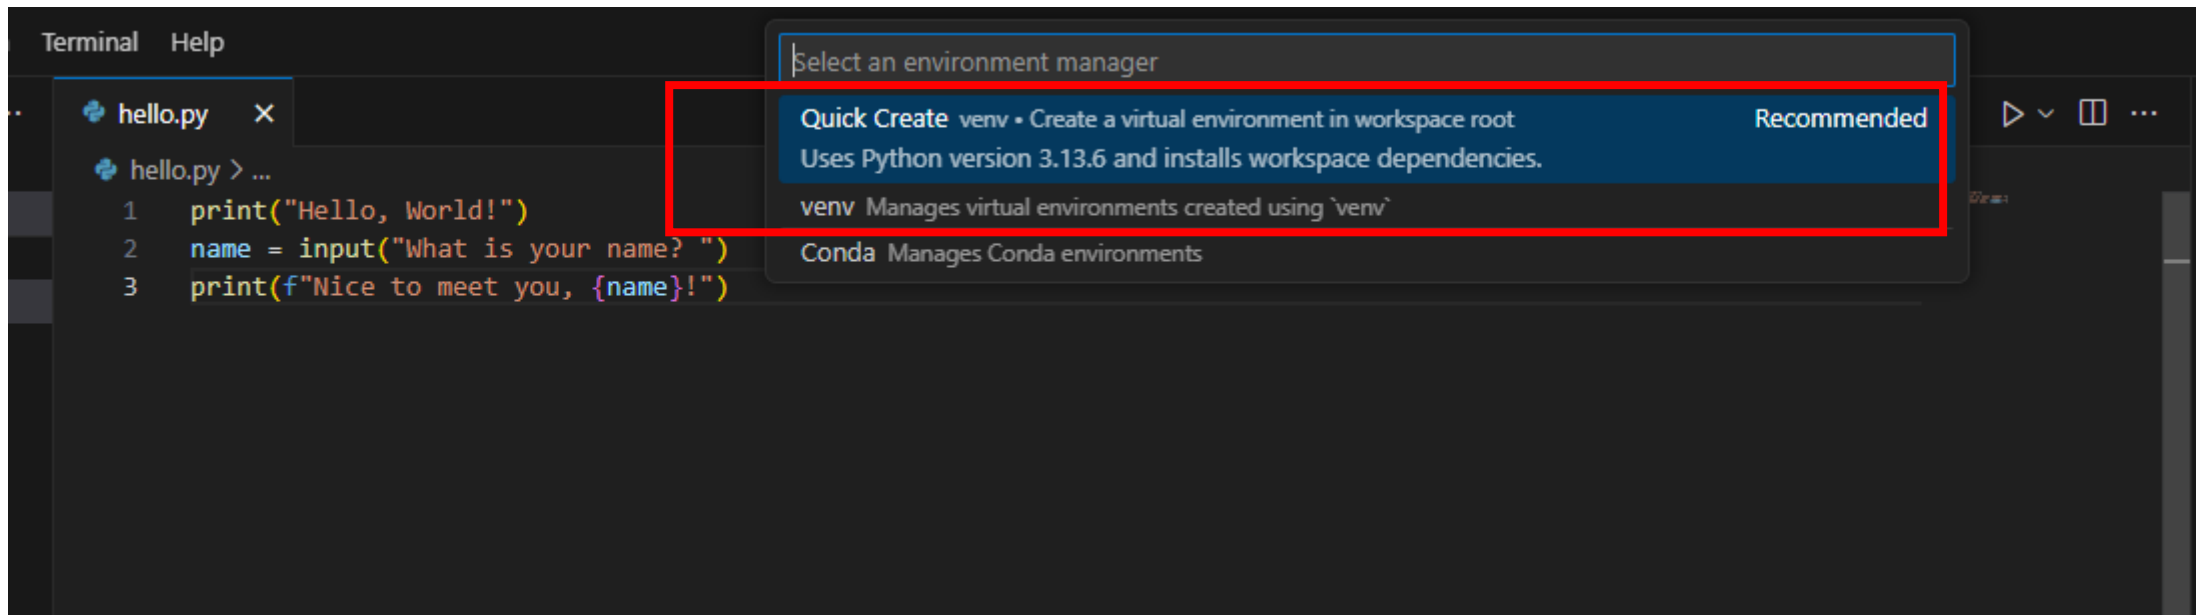 Terminal Help
Select an environment manager
hello.py
Quick Create venv • Create a virtual environment in workspace root Recommended
Uses Python version 3.13.6 and installs workspace dependencies.
hello.py > ...
venv Manages virtual environments created using `venv`
Conda Manages Conda environments
1 print("Hello, World!")
2 name = input("What is your name? ")
3 print(f"Nice to meet you, {name}!")